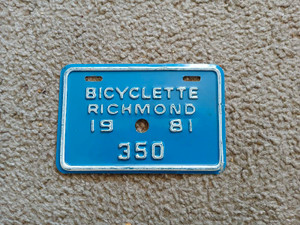 BICYCLETTE
RICHMOND
19 81
350